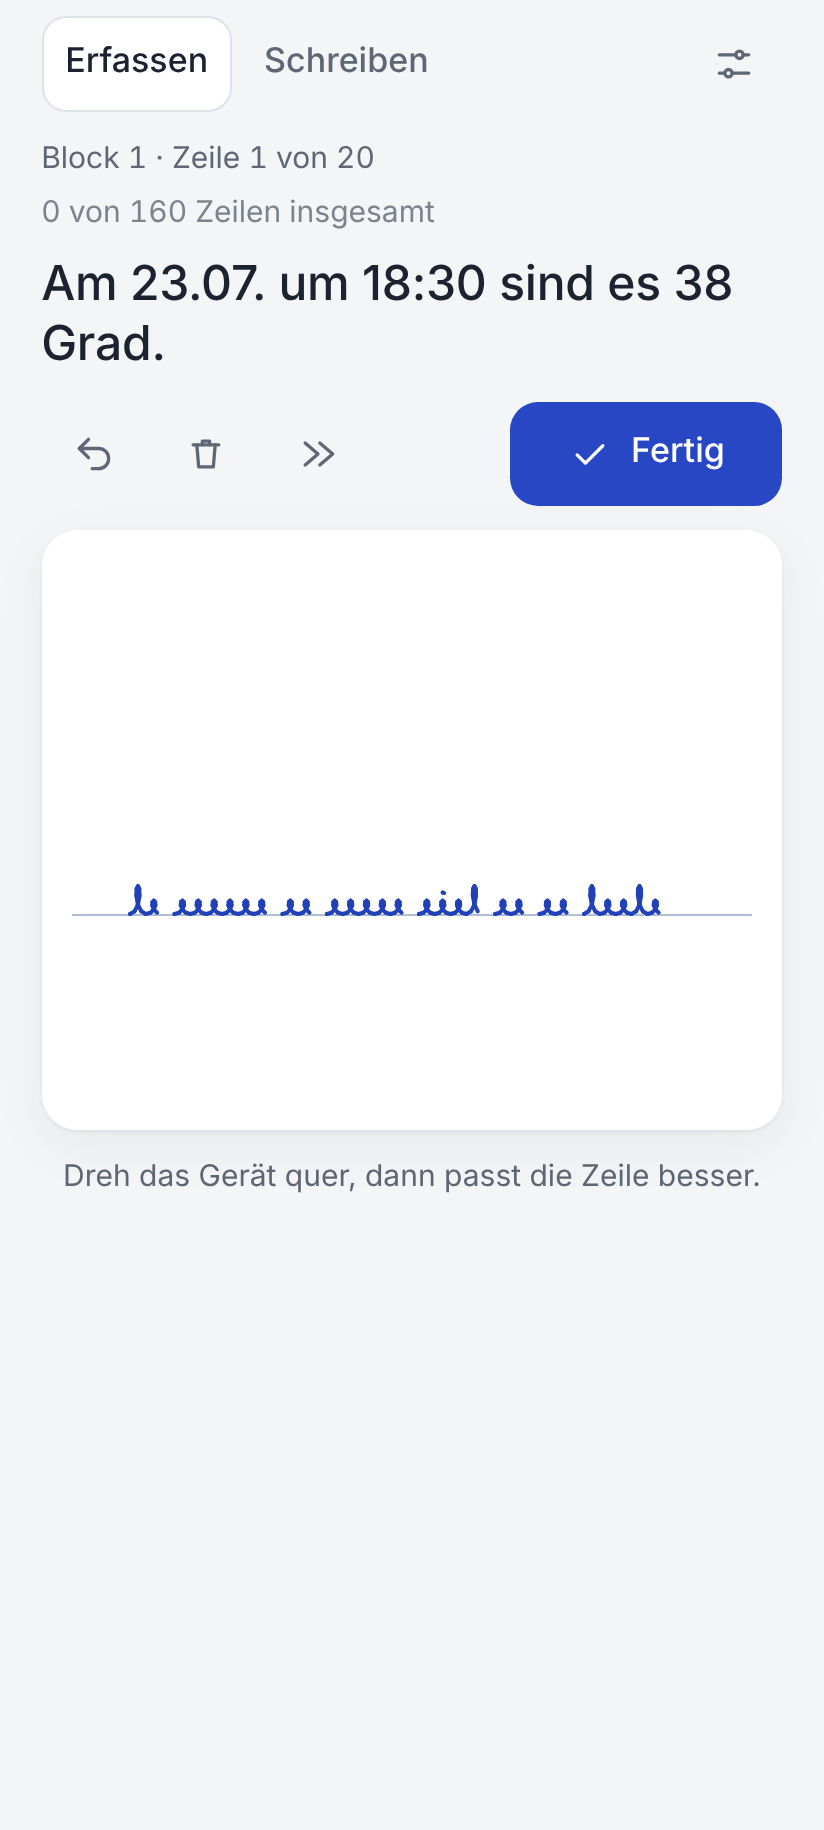 Erfassen
Schreiben
Block 1 · Zeile 1 von 20
0 von 160 Zeilen insgesamt
Am 23.07. um 18:30 sind es 38
Grad.
Fertig
Dreh das Gerät quer, dann passt die Zeile besser.